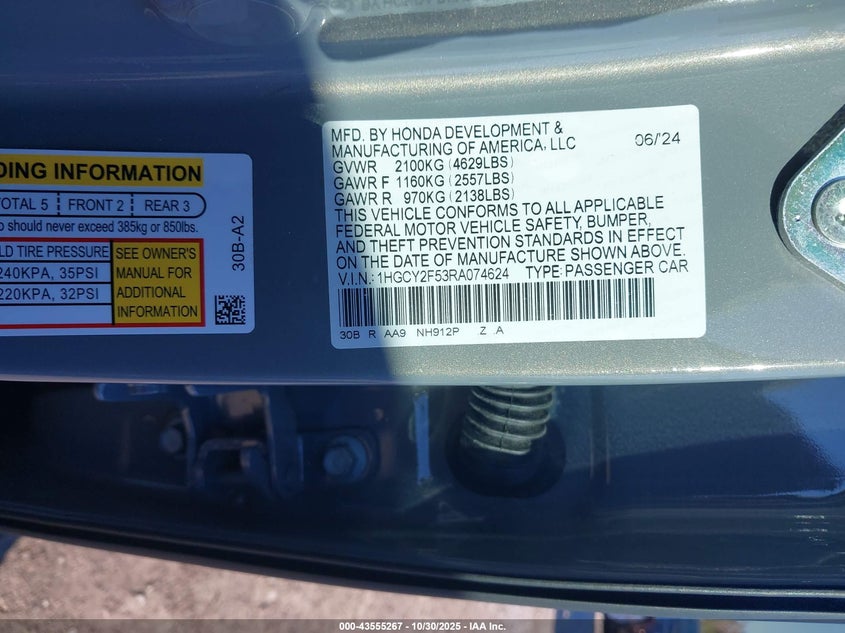 MFD. BY HONDA DEVELOPMENT &
MANUFACTURING OF AMERICA, LLC 06/24
GVWR 2100KG (4629LBS)
GAWR F 1160KG (2557LBS)
GAWR R 970KG (2138LBS)
THIS VEHICLE CONFORMS TO ALL APPLICABLE
FEDERAL MOTOR VEHICLE SAFETY, BUMPER,
AND THEFT PREVENTION STANDARDS IN EFFECT
ON THE DATE OF MANUFACTURE SHOWN ABOVE.
V.I.N.: 1HGCY2F53RA074624 TYPE: PASSENGER CAR
30B R AA9 NH912P Z .A
DING INFORMATION
TOTAL 5 FRONT 2 REAR 3
o should never exceed 385kg or 850lbs.
LD TIRE PRESSURE
240KPA, 35PSI
220KPA, 32PSI
SEE OWNER'S
MANUAL FOR
ADDITIONAL
INFORMATION
30B-A2
000-43555267 - 10/30/2025 - IAA Inc.